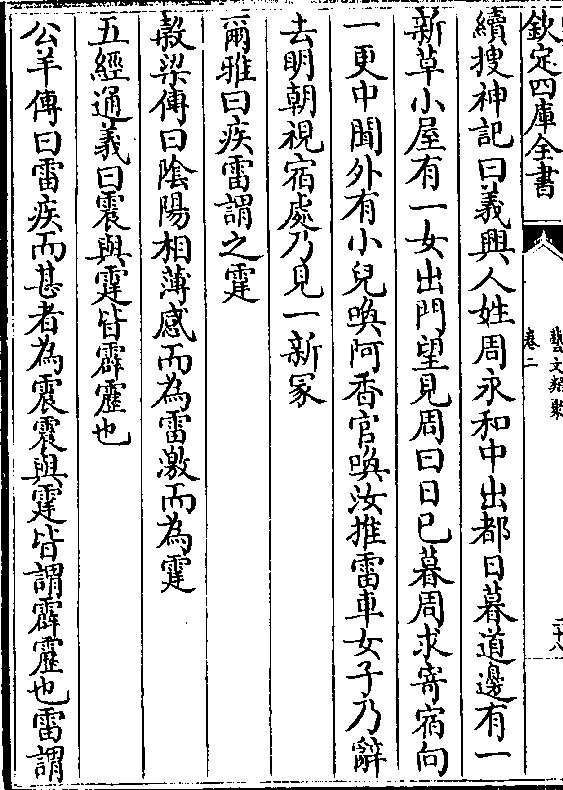 欽定四庫全書
藝文類聚
卷二
二十八
續搜神記曰義興人姓周永和中出都日暮道邊有一
新草小屋有一女出門望見周曰日已暮周求寄宿向
一更中聞外有小兒喚阿香官喚汝推雷車女子乃辭
去明朝視宿處乃見一新冢
爾雅曰疾雷謂之霆
穀梁傳曰陰陽相薄感而為雷激而為霆
五經通義曰震與霆皆霹靂也
公羊傳曰雷疾而甚者為震震與霆皆謂霹靂也雷謂